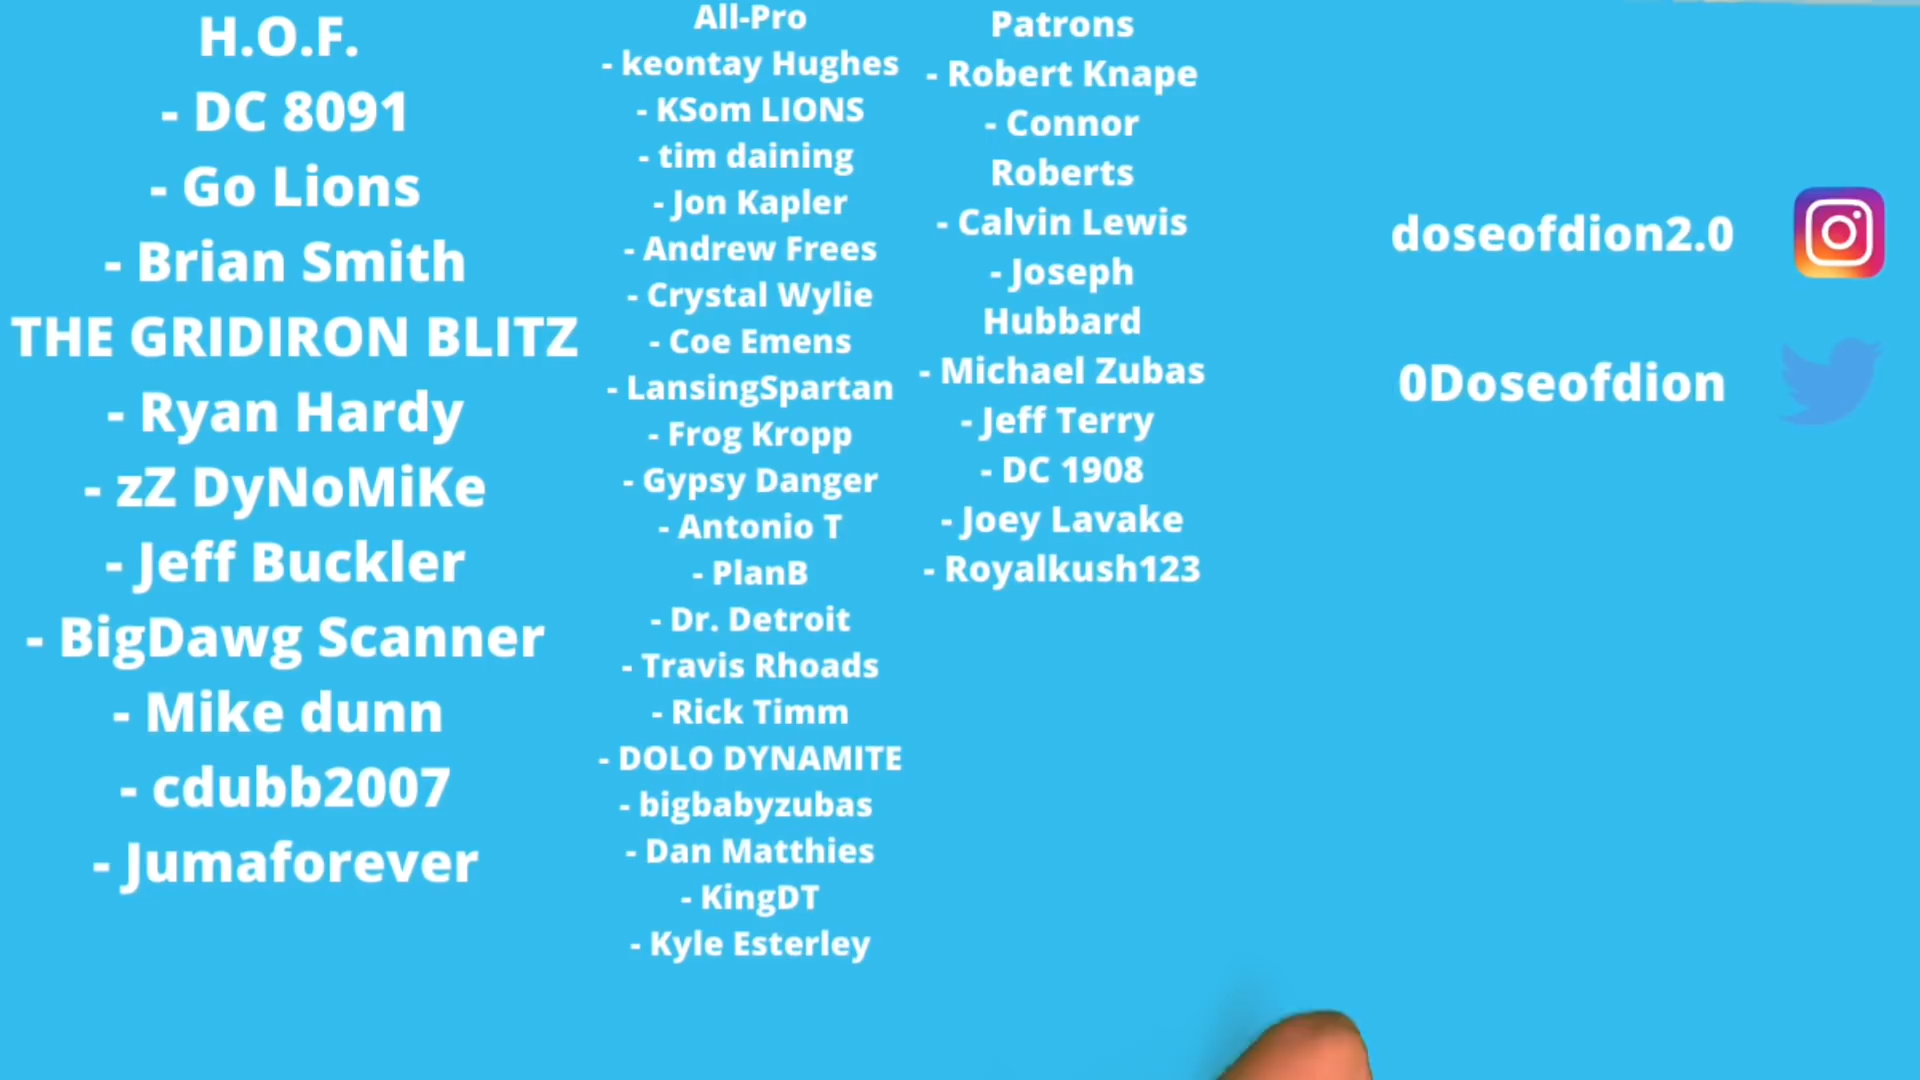 H.O.F.
- DC 8091
- Go Lions
- Brian Smith
THE GRIDIRON BLITZ
- Ryan Hardy
- zZ DyNoMiKe
- Jeff Buckler
- BigDawg Scanner
- Mike dunn
- cdubb2007
- Jumaforever
All-Pro
- keontay Hughes
- KSom LIONS
- tim daining
- Jon Kapler
- Andrew Frees
- Crystal Wylie
- Coe Emens
- LansingSpartan
- Frog Kropp
- Gypsy Danger
- Antonio T
- PlanB
- Dr. Detroit
- Travis Rhoads
- Rick Timm
- DOLO DYNAMITE
- bigbabyzubas
- Dan Matthies
- KingDT
- Kyle Esterley
Patrons
- Robert Knape
- Connor
Roberts
- Calvin Lewis
- Joseph
Hubbard
- Michael Zubas
- Jeff Terry
- DC 1908
- Joey Lavake
- Royalkush123
doseofdion2.0
0Doseofdion